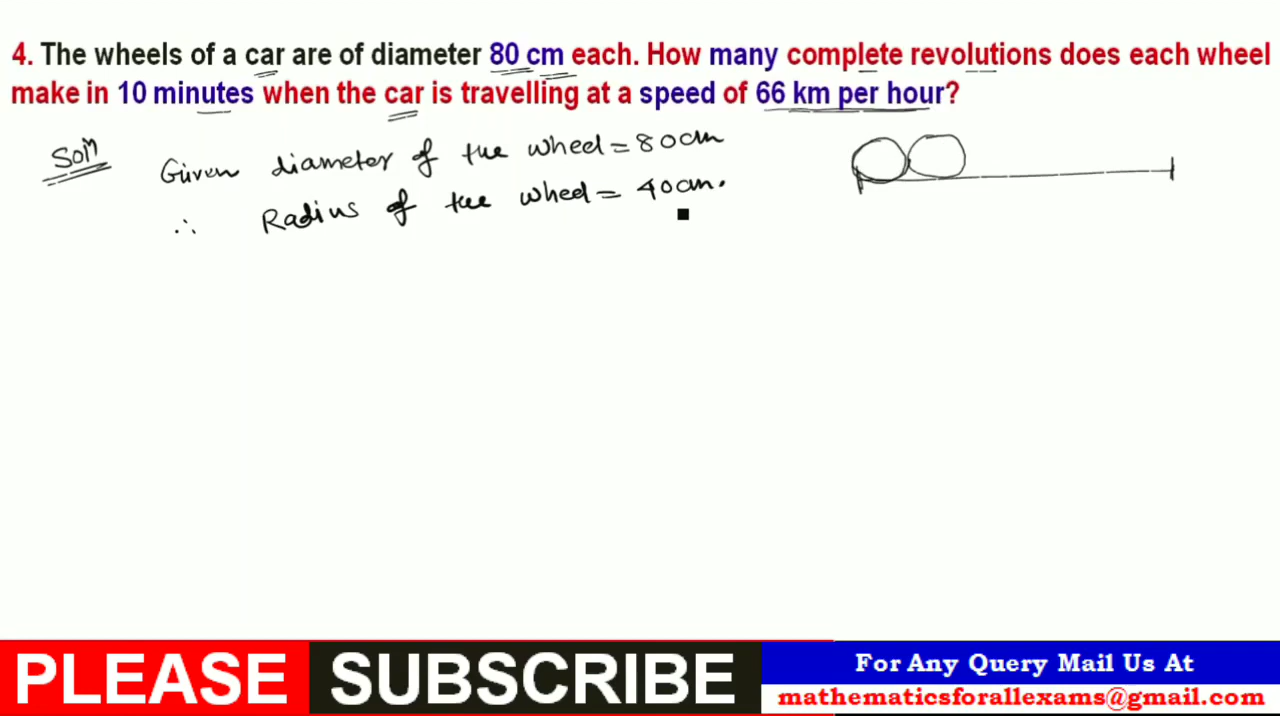 4. The wheels of a car are of diameter 80 cm each. How many complete revolutions does each wheel
make in 10 minutes when the car is travelling at a speed of 66 km per hour?
Soln Given diameter of the wheel = 80cm
∴ Radius of the wheel = 40cm.
PLEASE SUBSCRIBE
For Any Query Mail Us At
mathematicsforallexams@gmail.com